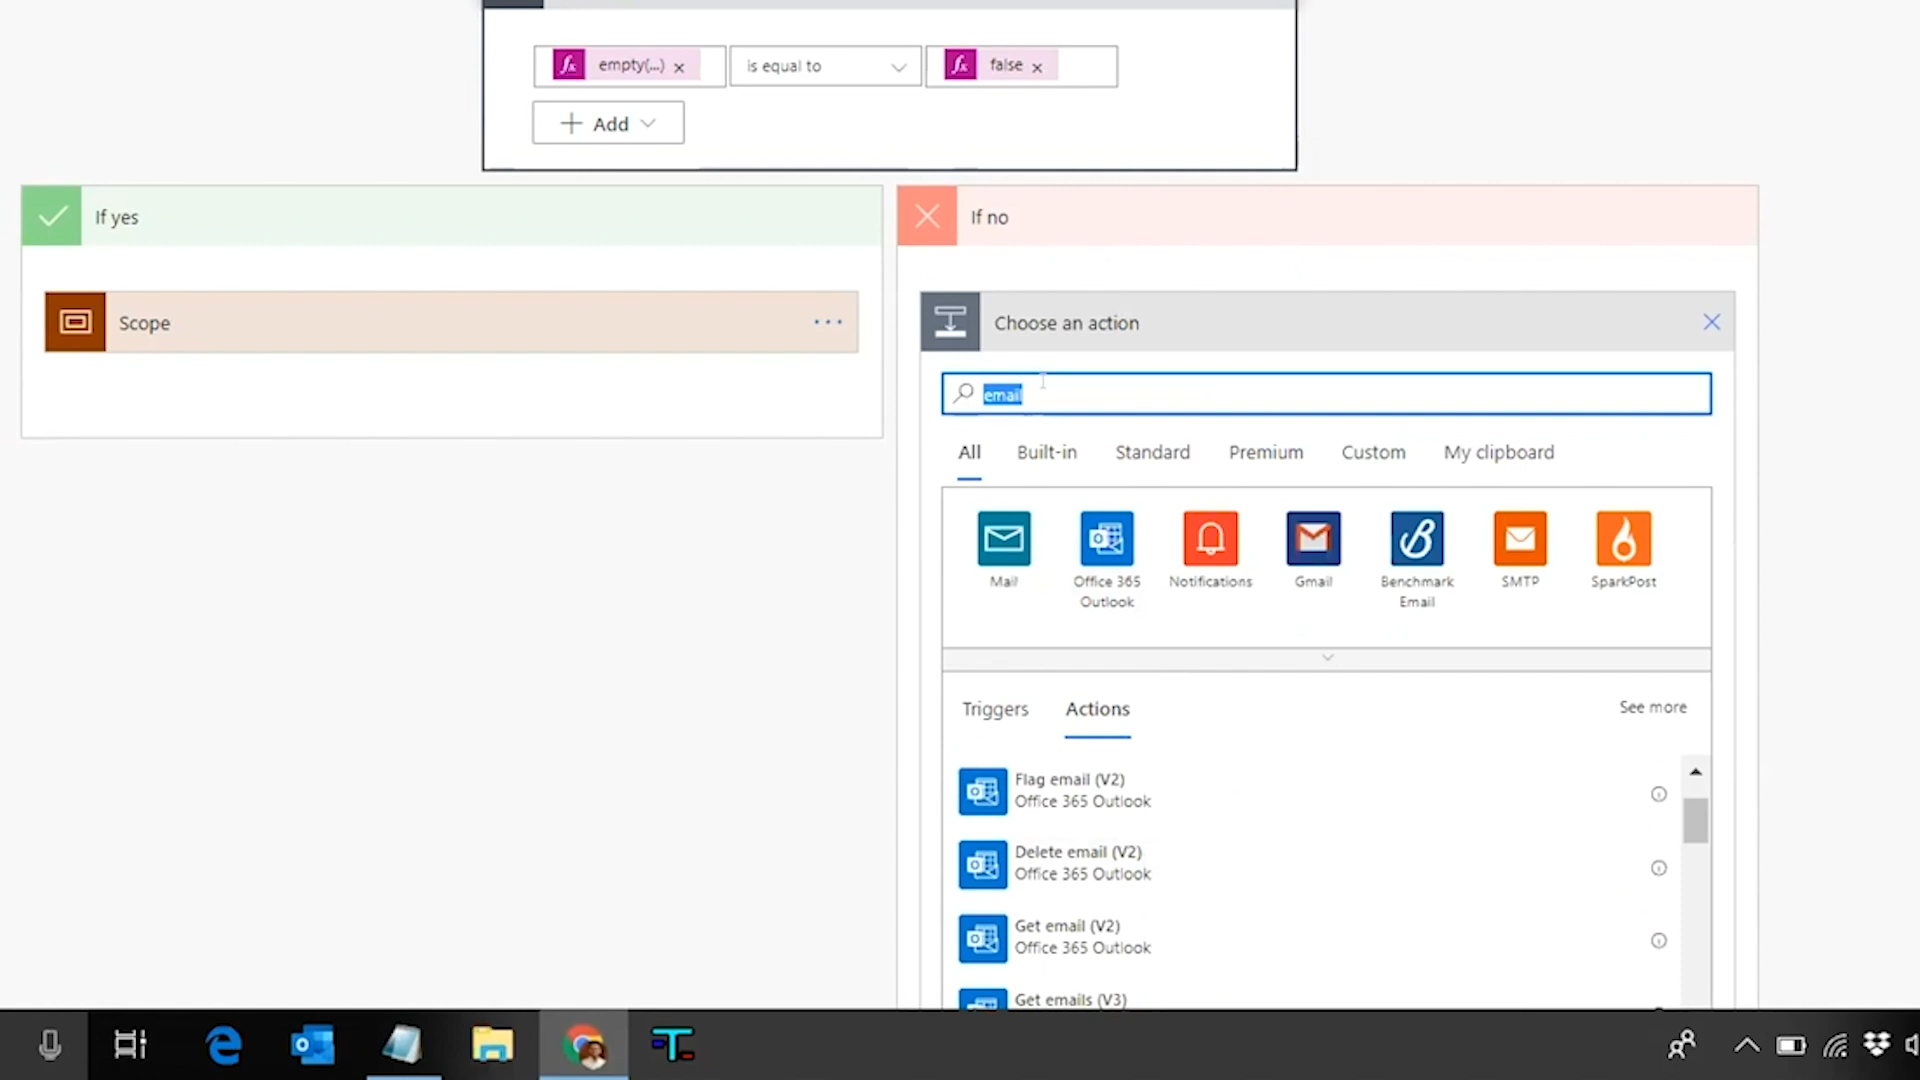 fx empty(...) × is equal to fx false ×
+ Add
If yes
If no
Scope ...
Choose an action
email
All Built-in Standard Premium Custom My clipboard
Mail Office 365 Outlook Notifications Gmail Benchmark Email SMTP SparkPost
Triggers Actions See more
Flag email (V2)
Office 365 Outlook
Delete email (V2)
Office 365 Outlook
Get email (V2)
Office 365 Outlook
Get emails (V3)